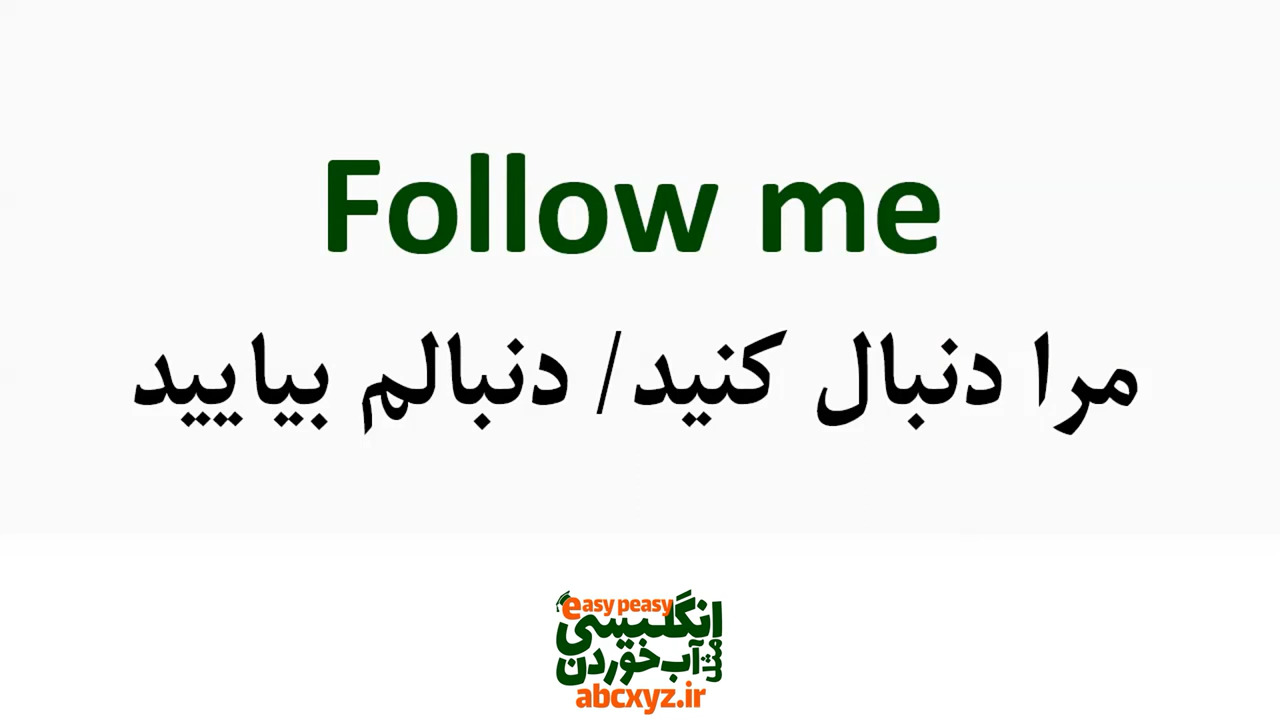 Follow me
مرا دنبال کنید/ دنبالم بیایید
easy peasy
انگلیسی
مثل آب خوردن
abcxyz.ir